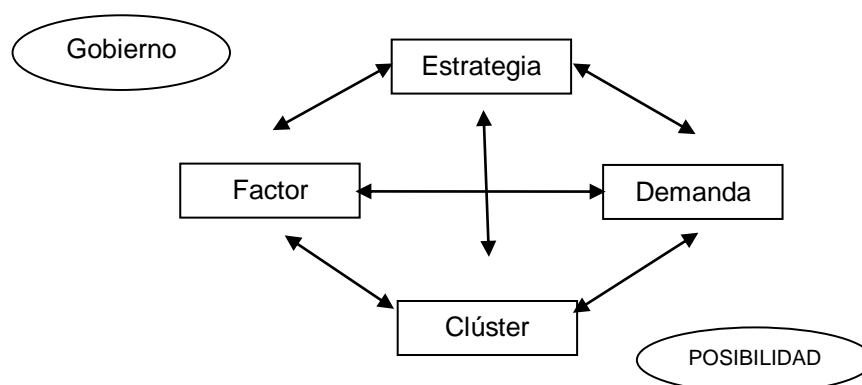 Gobierno
Estrategia
Factor
Demanda
Clúster
POSIBILIDAD